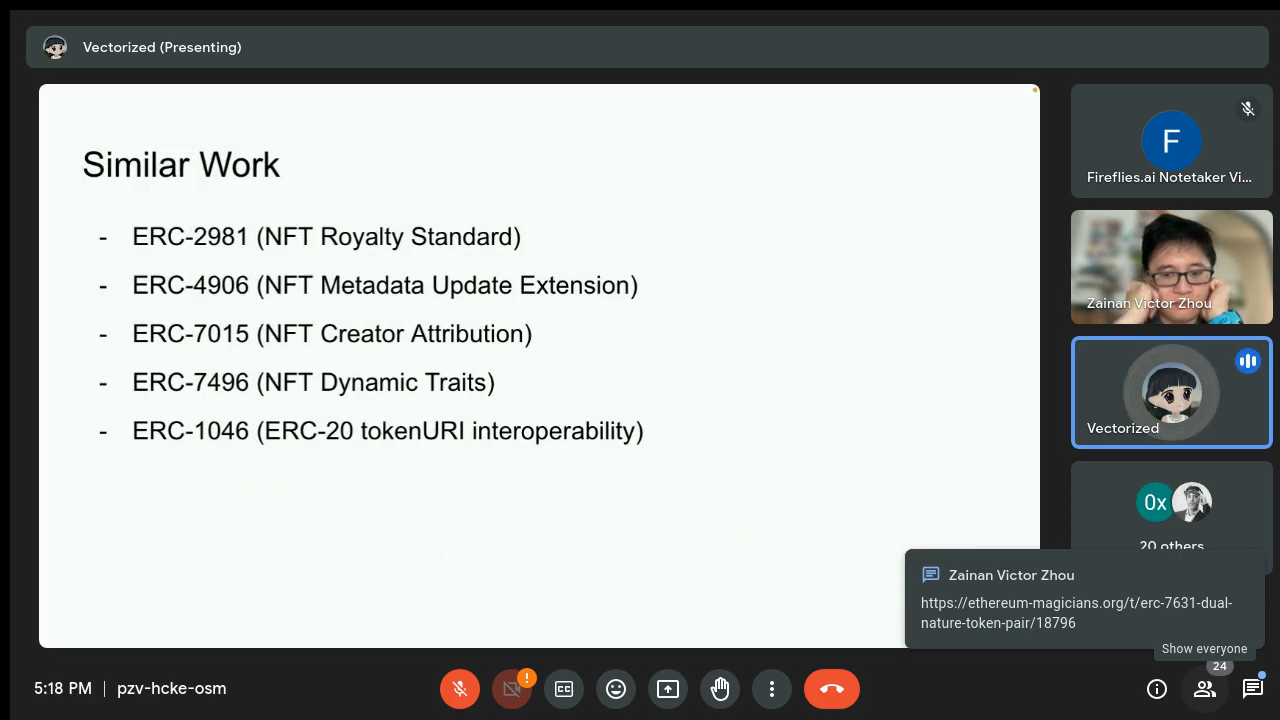 Vectorized (Presenting)
Similar Work
- ERC-2981 (NFT Royalty Standard)
- ERC-4906 (NFT Metadata Update Extension)
- ERC-7015 (NFT Creator Attribution)
- ERC-7496 (NFT Dynamic Traits)
- ERC-1046 (ERC-20 tokenURI interoperability)
F
Fireflies.ai Notetaker Vi...
Zainan Victor Zhou
Vectorized
0x
20 others
Zainan Victor Zhou
https://ethereum-magicians.org/t/erc-7631-dual-
nature-token-pair/18796
Show everyone
24
5:18 PM | pzv-hcke-osm